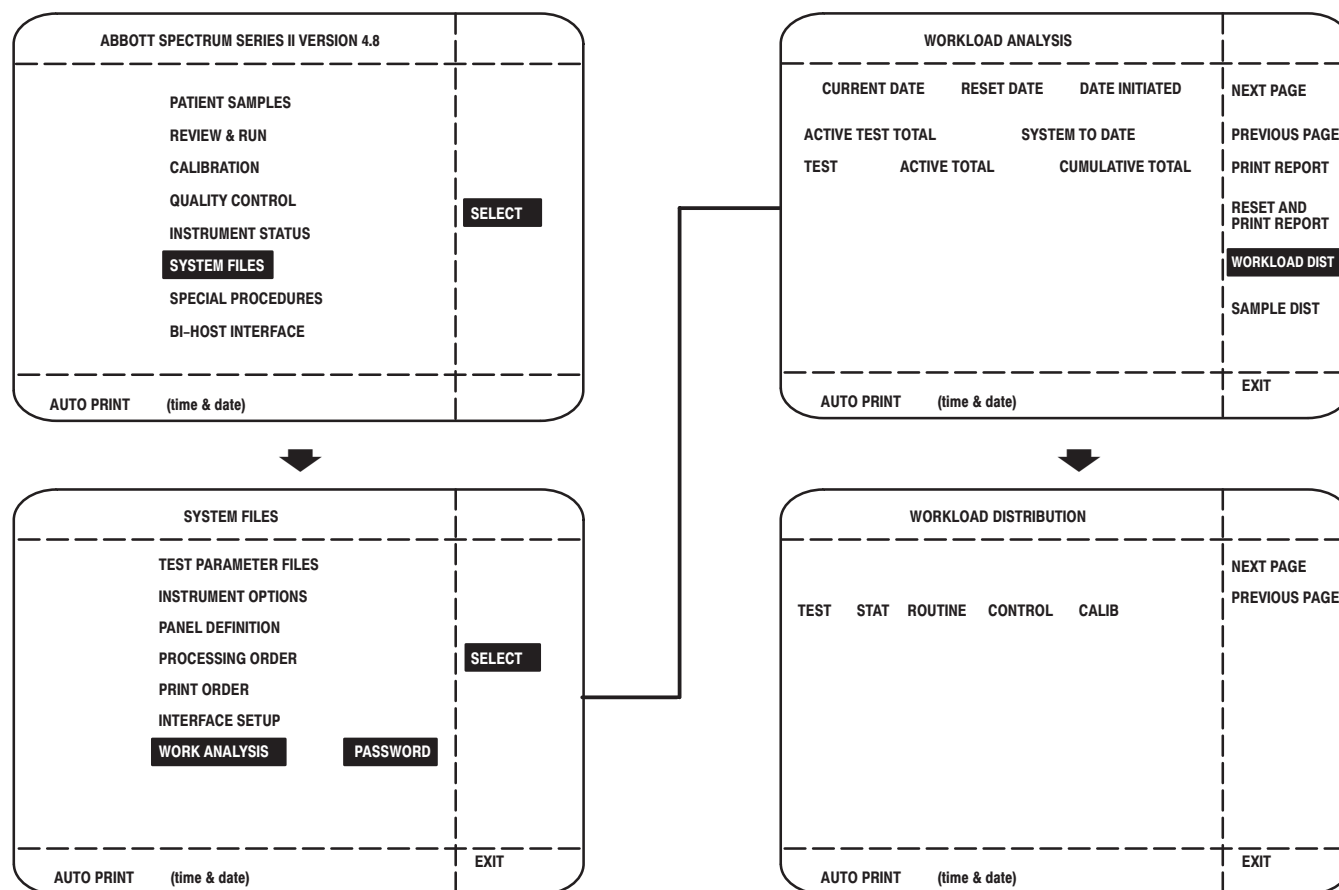 ABBOTT SPECTRUM SERIES II VERSION 4.8
PATIENT SAMPLES
REVIEW & RUN
CALIBRATION
QUALITY CONTROL
INSTRUMENT STATUS
SYSTEM FILES
SPECIAL PROCEDURES
BI-HOST INTERFACE
SELECT
AUTO PRINT (time & date)
SYSTEM FILES
TEST PARAMETER FILES
INSTRUMENT OPTIONS
PANEL DEFINITION
PROCESSING ORDER
PRINT ORDER
INTERFACE SETUP
WORK ANALYSIS PASSWORD
SELECT
EXIT
AUTO PRINT (time & date)
WORKLOAD ANALYSIS
CURRENT DATE RESET DATE DATE INITIATED
ACTIVE TEST TOTAL SYSTEM TO DATE
TEST ACTIVE TOTAL CUMULATIVE TOTAL
NEXT PAGE
PREVIOUS PAGE
PRINT REPORT
RESET AND
PRINT REPORT
WORKLOAD DIST
SAMPLE DIST
EXIT
AUTO PRINT (time & date)
WORKLOAD DISTRIBUTION
TEST STAT ROUTINE CONTROL CALIB
NEXT PAGE
PREVIOUS PAGE
EXIT
AUTO PRINT (time & date)